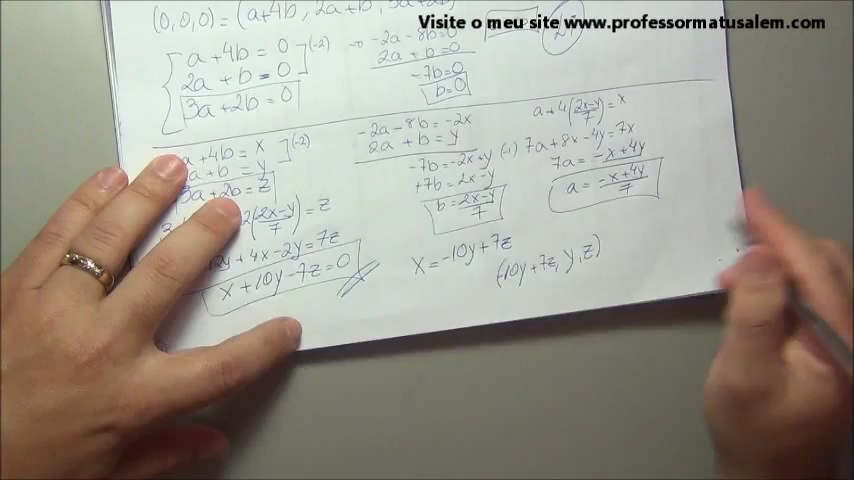 Visite o meu site www.professormatusalem.com
(0,0,0) = (a+4b, 2a+b, 3a+2b)
a+4b = 0
2a+b = 0
3a+2b = 0
(-2)
-2a-8b=0
2a+b=0
-7b=0
b=0
a+4b = x
a+b = y
3a+2b = z
(-2)
2(2x-y/7) = z
12y+4x-2y=7z
x+10y-7z=0
-2a-8b=-2x
2a+b=y
-7b=-2x+y (-1)
+7b=2x-y
b=2x-y/7
a+4(2x-y/7)=x
7a+8x-4y=7x
7a=-x+4y
a=-x+4y/7
x=-10y+7z
(-10y+7z, y, z)